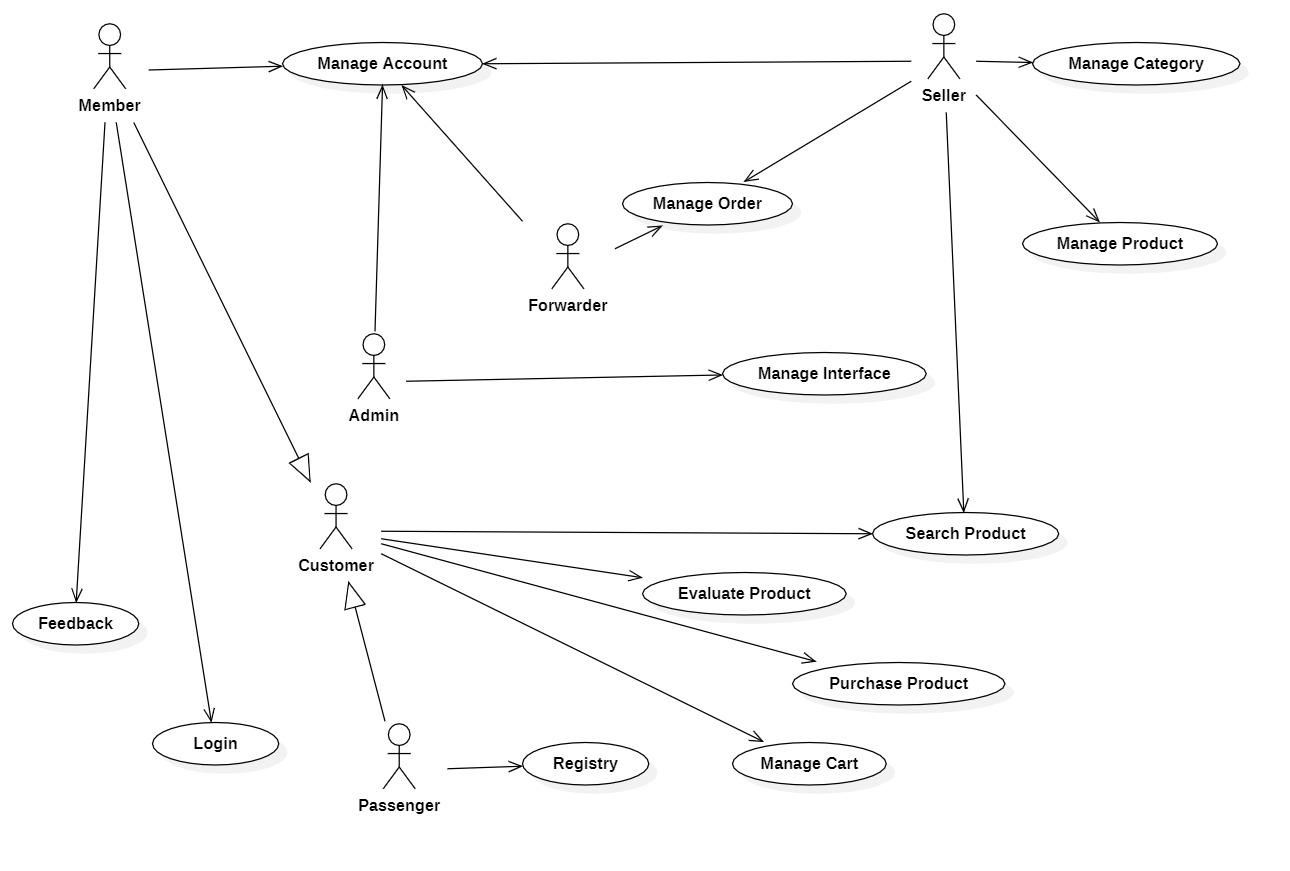 Manage Account
Manage Category
Seller
Member
Manage Order
Manage Product
Forwarder
Manage Interface
Admin
Search Product
Customer
Evaluate Product
Feedback
Purchase Product
Login
Registry
Manage Cart
Passenger